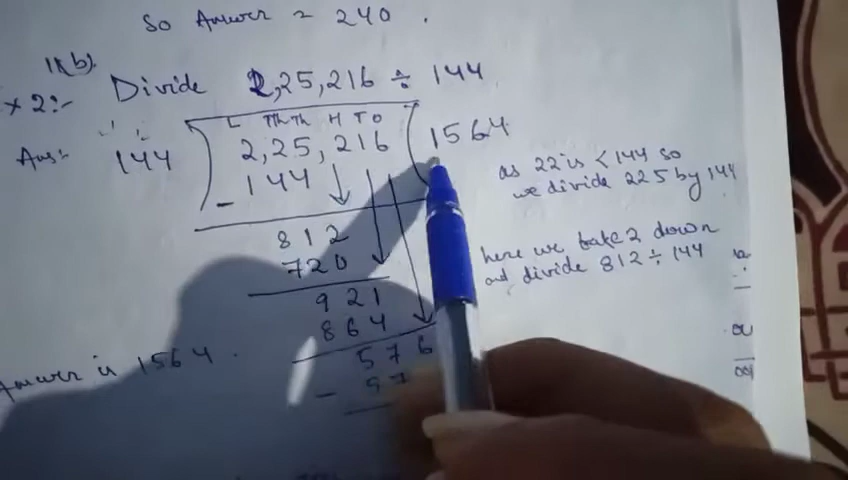 So Answer = 240.
11(b).
x 2:- Divide 2,25,216 ÷ 144
L Tth Th H T O
Ans:- 144 2,25,216 1564
- 144
812
720
921
864
576
- 57
Answer is 1564.
as 22 is < 144 so
we divide 225 by 144
here we take 2 down
and divide 812 ÷ 144